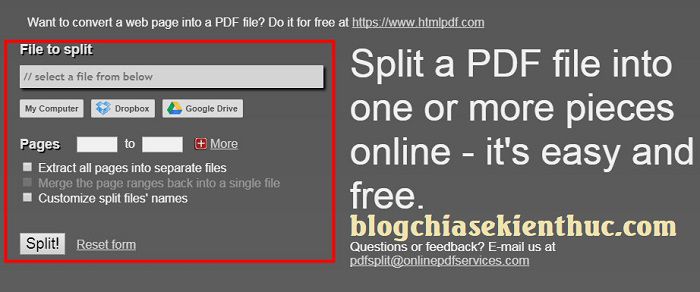 Want to convert a web page into a PDF file? Do it for free at https://www.htmlpdf.com
File to split
// select a file from below
My Computer Dropbox Google Drive
Pages to More
Extract all pages into separate files
Merge the page ranges back into a single file
Customize split files' names
Split! Reset form
Split a PDF file into
one or more pieces
online - it's easy and
free.
blogchiasekienthuc.com
Questions or feedback? E-mail us at
pdfsplit@onlinepdfservices.com